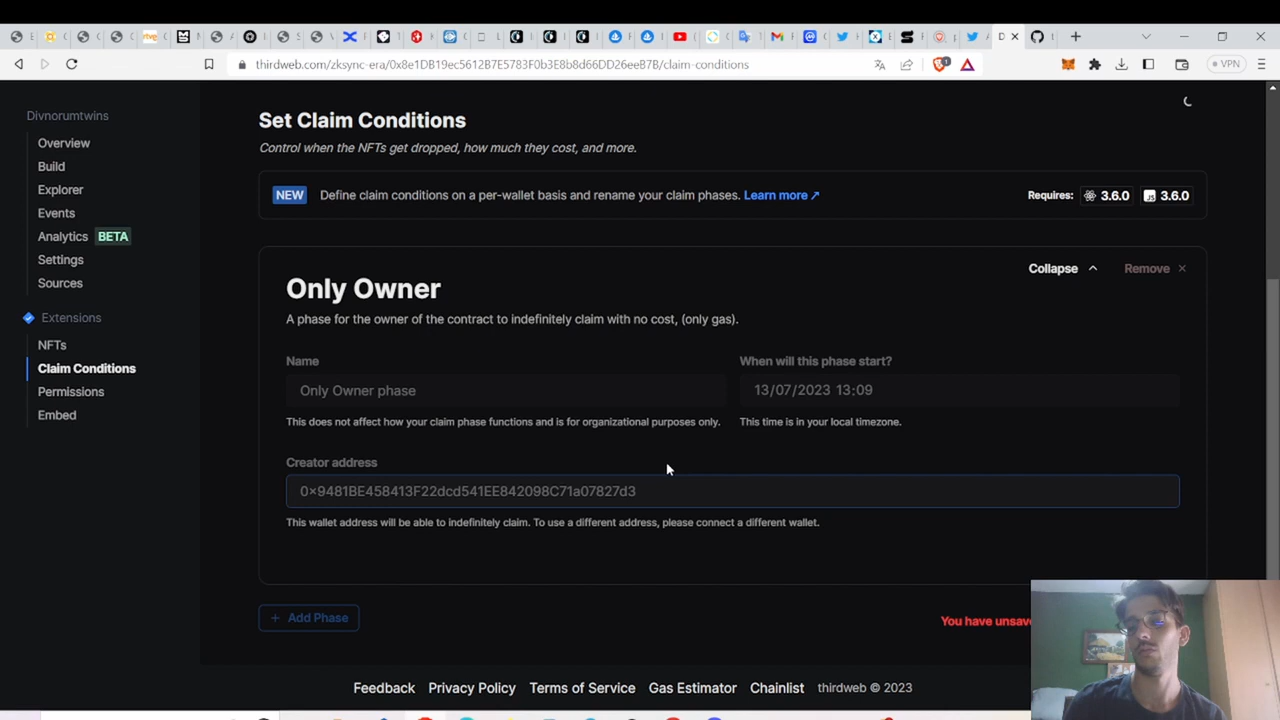 thirdweb.com/zksync-era/0x8e1DB19ec5612B7E5783F0b3E8b8d66DD26eeB7B/claim-conditions
VPN
Divnorumtwins
Overview
Build
Explorer
Events
Analytics BETA
Settings
Sources
Extensions
NFTs
Claim Conditions
Permissions
Embed
Set Claim Conditions
Control when the NFTs get dropped, how much they cost, and more.
NEW Define claim conditions on a per-wallet basis and rename your claim phases. Learn more ↗ Requires: 3.6.0 JS 3.6.0
Collapse Remove ×
Only Owner
A phase for the owner of the contract to indefinitely claim with no cost, (only gas).
Name When will this phase start?
Only Owner phase 13/07/2023 13:09
This does not affect how your claim phase functions and is for organizational purposes only. This time is in your local timezone.
Creator address
0×9481BE458413F22dcd541EE842098C71a07827d3
This wallet address will be able to indefinitely claim. To use a different address, please connect a different wallet.
+ Add Phase You have
Feedback Privacy Policy Terms of Service Gas Estimator Chainlist thirdweb © 2023